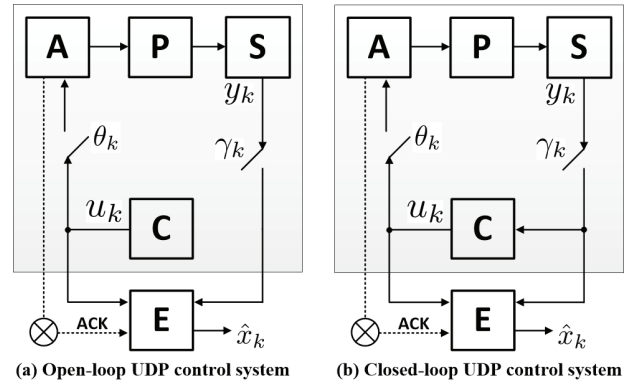 A P S
y_k
θ_k
γ_k
u_k
C
ACK
E
x̂_k
(a) Open-loop UDP control system
A P S
y_k
θ_k
γ_k
u_k
C
ACK
E
x̂_k
(b) Closed-loop UDP control system